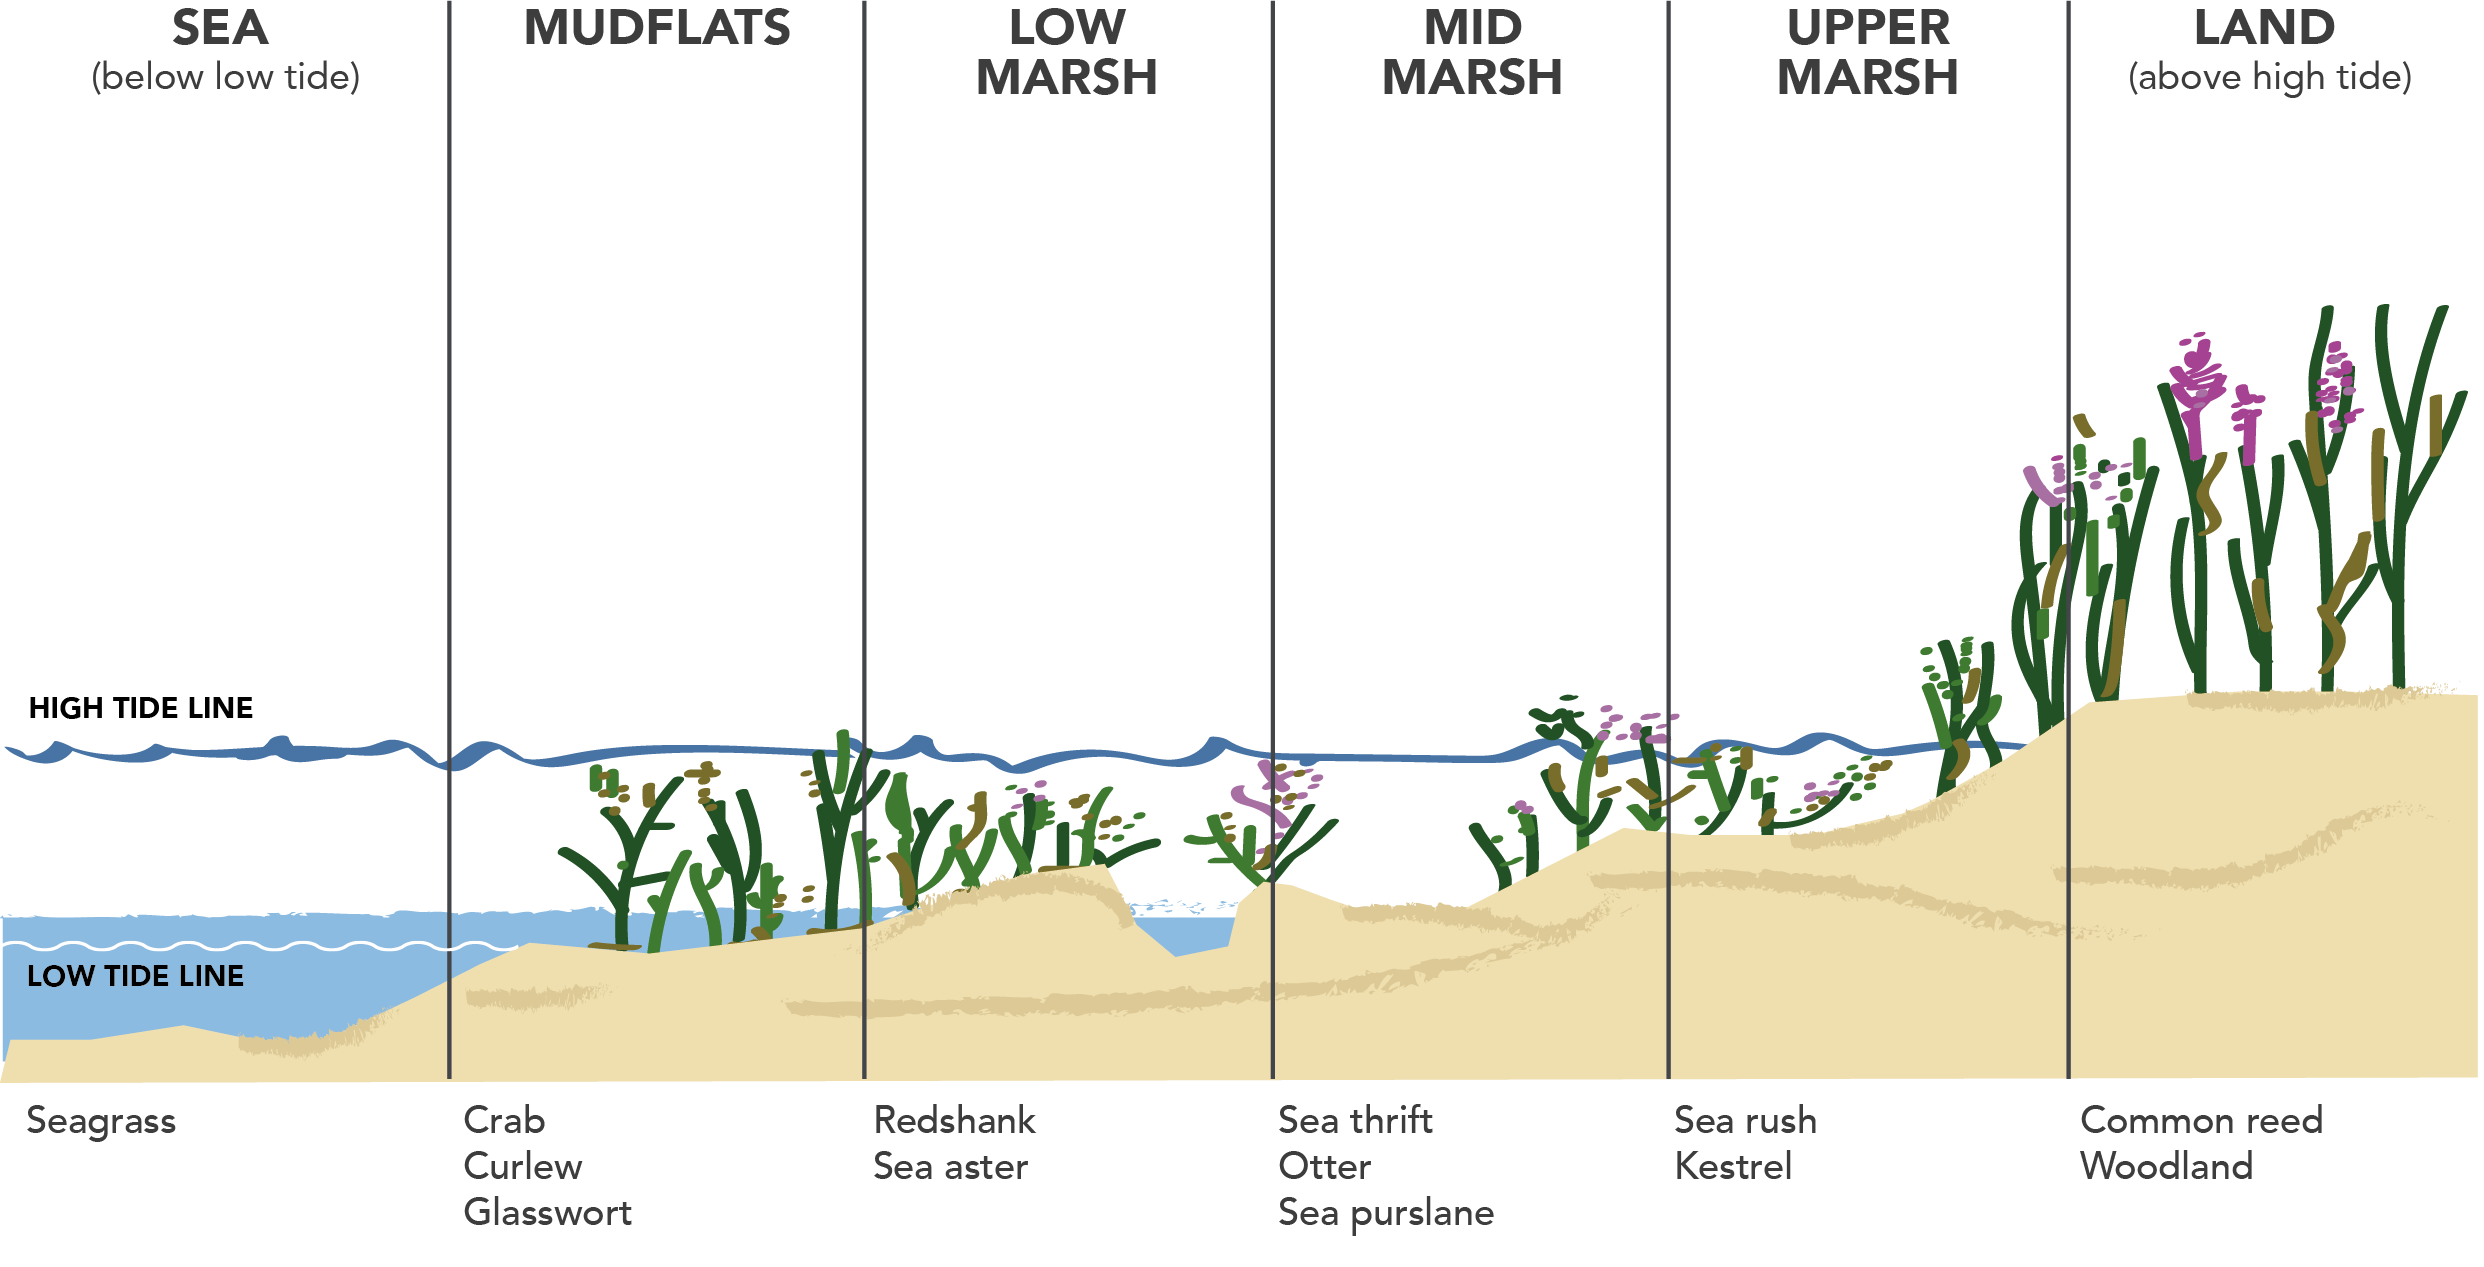 SEA
(below low tide)
MUDFLATS
LOW
MARSH
MID
MARSH
UPPER
MARSH
LAND
(above high tide)
HIGH TIDE LINE
LOW TIDE LINE
Seagrass
Crab
Curlew
Glasswort
Redshank
Sea aster
Sea thrift
Otter
Sea purslane
Sea rush
Kestrel
Common reed
Woodland